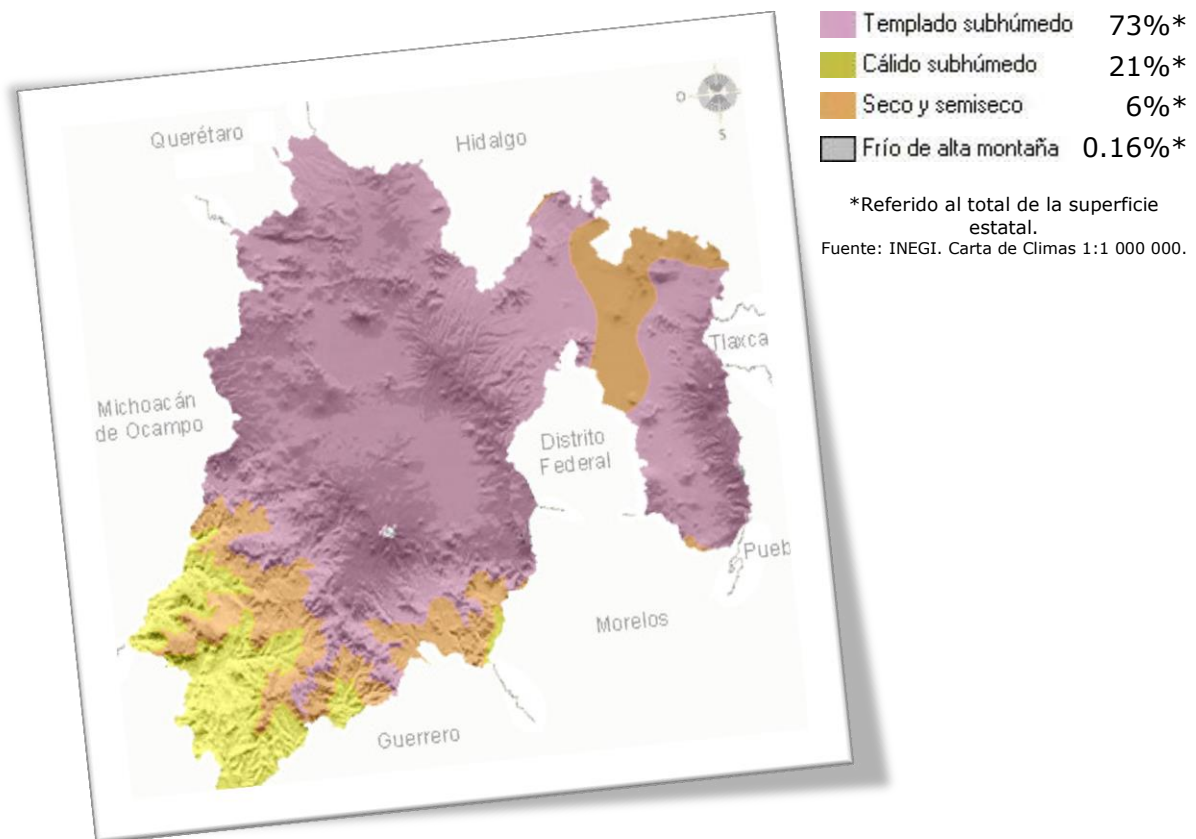 Templado subhúmedo 73%*
Cálido subhúmedo 21%*
Seco y semiseco 6%*
Frío de alta montaña 0.16%*
*Referido al total de la superficie
estatal.
Fuente: INEGI. Carta de Climas 1:1 000 000.
O
S
Querétaro
Hidalgo
Tlaxca
Michoacán
de Ocampo
Distrito
Federal
Pueb
Morelos
Guerrero